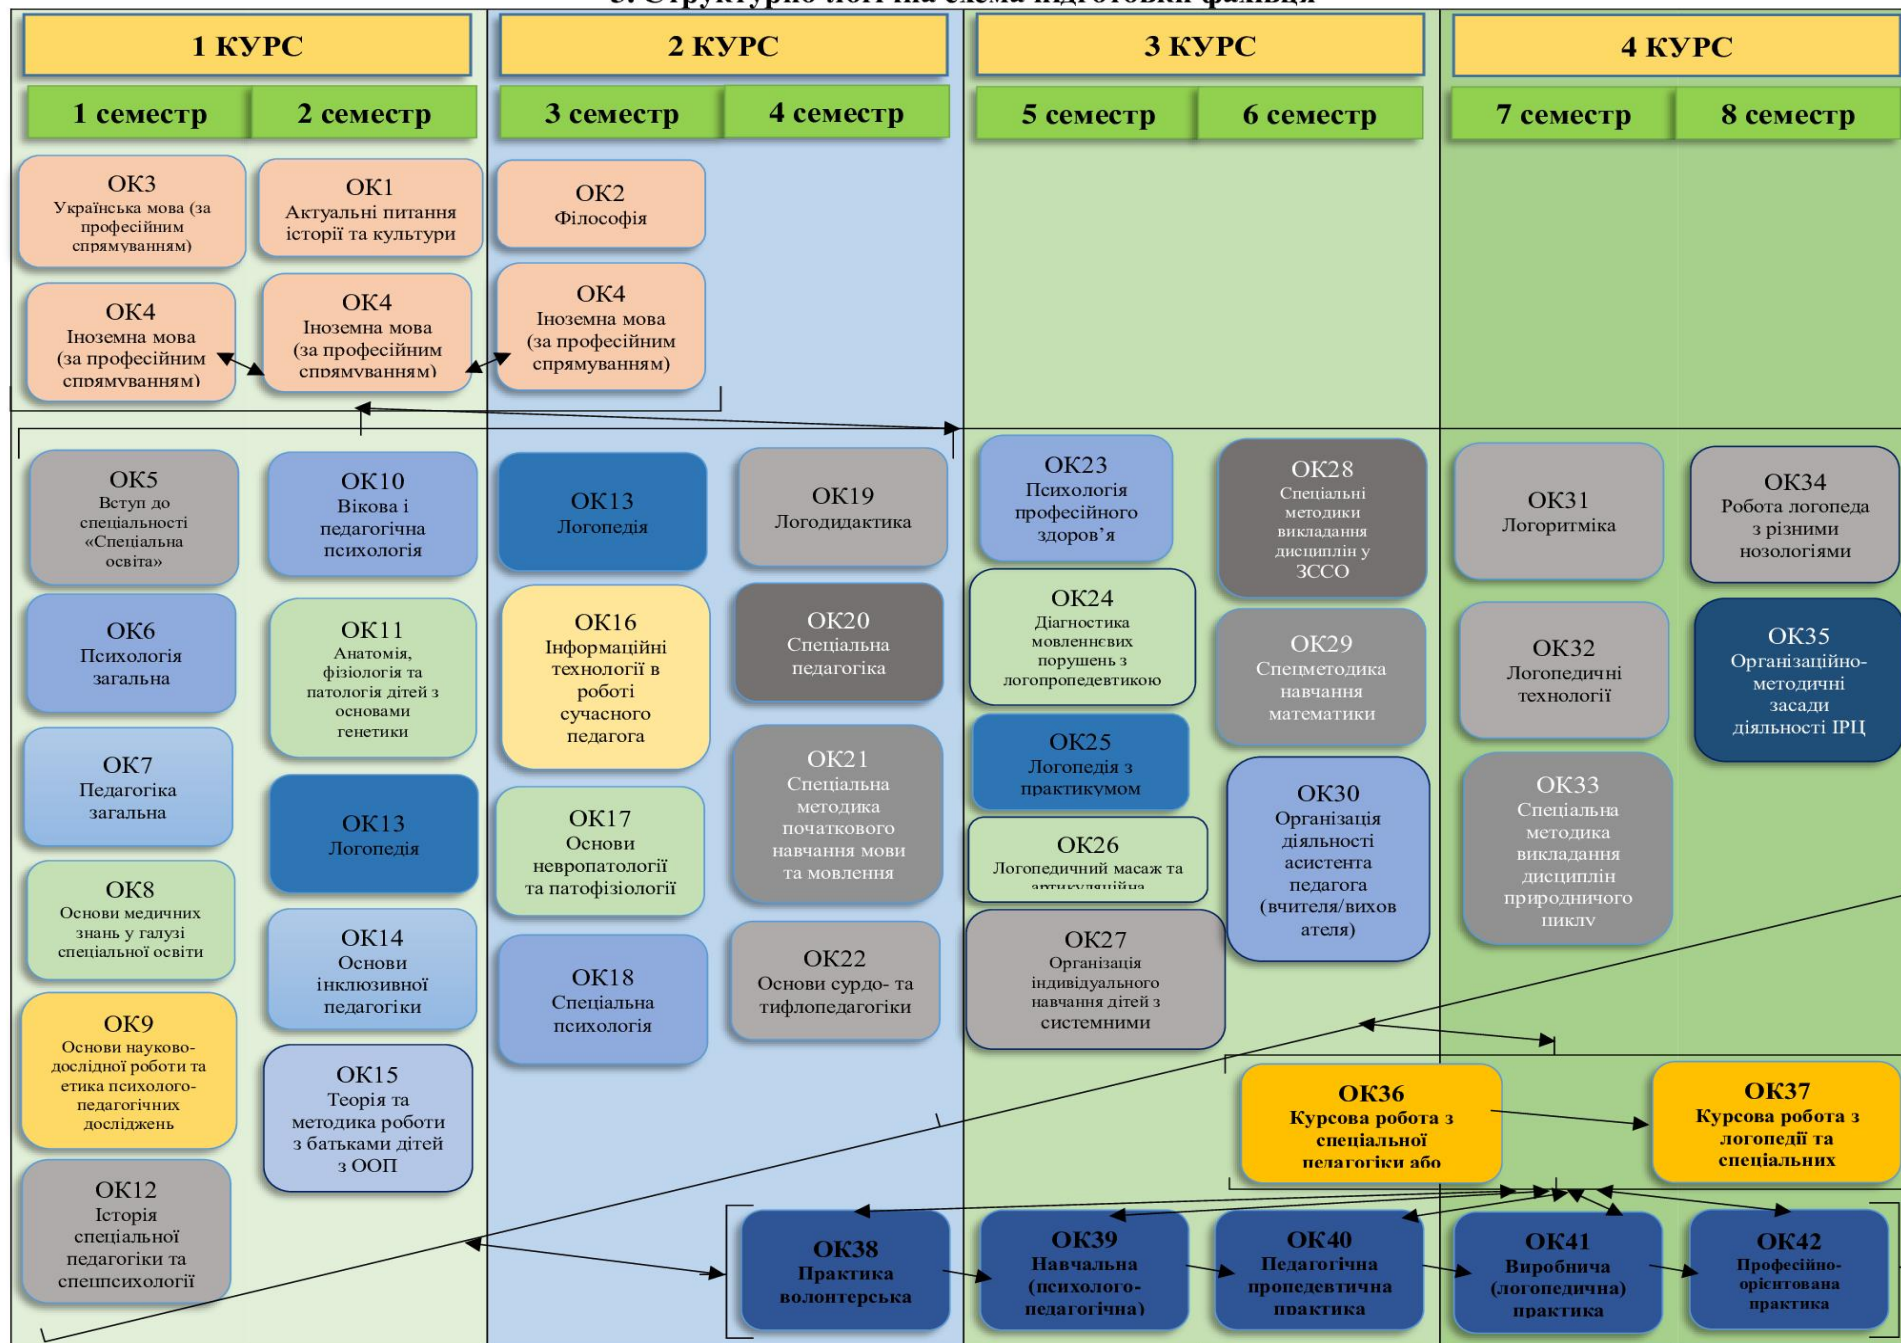 3. Структурно-логічна схема підготовки фахівця
1 КУРС
2 КУРС
3 КУРС
4 КУРС
1 семестр
2 семестр
3 семестр
4 семестр
5 семестр
6 семестр
7 семестр
8 семестр
ОК3
Українська мова (за
професійним
спрямуванням)
ОК1
Актуальні питання
історії та культури
ОК2
Філософія
ОК4
Іноземна мова
(за професійним
спрямуванням)
ОК4
Іноземна мова
(за професійним
спрямуванням)
ОК4
Іноземна мова
(за професійним
спрямуванням)
ОК5
Вступ до
спеціальності
«Спеціальна
освіта»
ОК6
Психологія
загальна
ОК7
Педагогіка
загальна
ОК8
Основи медичних
знань у галузі
спеціальної освіти
ОК9
Основи науково-
дослідної роботи та
етика психолого-
педагогічних
досліджень
ОК12
Історія
спеціальної
педагогіки та
спецпсихології
ОК10
Вікова і
педагогічна
психологія
ОК11
Анатомія,
фізіологія та
патологія дітей з
основами
генетики
ОК13
Логопедія
ОК14
Основи
інклюзивної
педагогіки
ОК15
Теорія та
методика роботи
з батьками дітей
з ООП
ОК13
Логопедія
ОК16
Інформаційні
технології в
роботі
сучасного
педагога
ОК17
Основи
невропатології
та патофізіології
ОК18
Спеціальна
психологія
ОК19
Логодидактика
ОК20
Спеціальна
педагогіка
ОК21
Спеціальна
методика
початкового
навчання мови
та мовлення
ОК22
Основи сурдо- та
тифлопедагогіки
ОК23
Психологія
професійного
здоров’я
ОК24
Діагностика
мовленнєвих
порушень з
логопропедевтикою
ОК25
Логопедія з
практикумом
ОК26
Логопедичний масаж та
артикуляційна
ОК27
Організація
індивідуального
навчання дітей з
системними
ОК28
Спеціальні
методики
викладання
дисциплін у
ЗССО
ОК29
Спецметодика
навчання
математики
ОК30
Організація
діяльності
асистента
педагога
(вчителя/вихов
ателя)
ОК31
Логоритміка
ОК32
Логопедичні
технології
ОК33
Спеціальна
методика
викладання
дисциплін
природничого
циклу
ОК34
Робота логопеда
з різними
нозологіями
ОК35
Організаційно-
методичні
засади
діяльності ІРЦ
ОК36
Курсова робота з
спеціальної
педагогіки або
ОК37
Курсова робота з
логопедії та
спеціальних
ОК38
Практика
волонтерська
ОК39
Навчальна
(психолого-
педагогічна)
ОК40
Педагогічна
пропедевтична
практика
ОК41
Виробнича
(логопедична)
практика
ОК42
Професійно-
орієнтована
практика